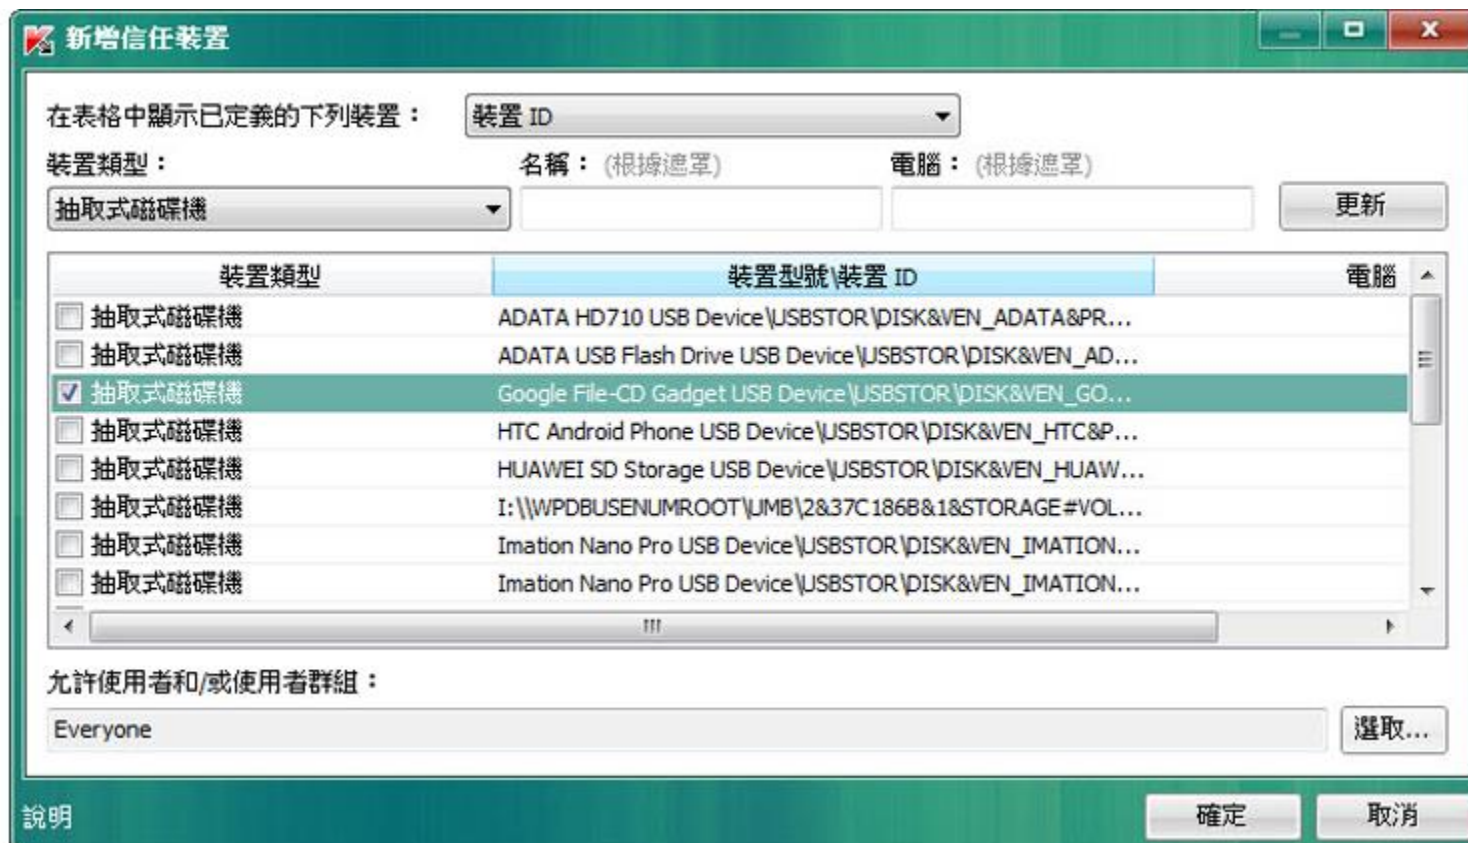 新增信任裝置
在表格中顯示已定義的下列裝置： 裝置 ID
裝置類型： 名稱： (根據遮罩) 電腦： (根據遮罩)
抽取式磁碟機 更新
裝置類型 裝置型號\裝置 ID 電腦
抽取式磁碟機 ADATA HD710 USB Device\USBSTOR\DISK&VEN_ADATA&PR...
抽取式磁碟機 ADATA USB Flash Drive USB Device\USBSTOR\DISK&VEN_AD...
抽取式磁碟機 Google File-CD Gadget USB Device\USBSTOR\DISK&VEN_GO...
抽取式磁碟機 HTC Android Phone USB Device\USBSTOR\DISK&VEN_HTC&P...
抽取式磁碟機 HUAWEI SD Storage USB Device\USBSTOR\DISK&VEN_HUAW...
抽取式磁碟機 I:\\WPDBUSENUMROOT\UMB\2&37C186B&1&STORAGE#VOL...
抽取式磁碟機 Imation Nano Pro USB Device\USBSTOR\DISK&VEN_IMATION...
抽取式磁碟機 Imation Nano Pro USB Device\USBSTOR\DISK&VEN_IMATION...
允許使用者和/或使用者群組：
Everyone 選取...
說明 確定 取消